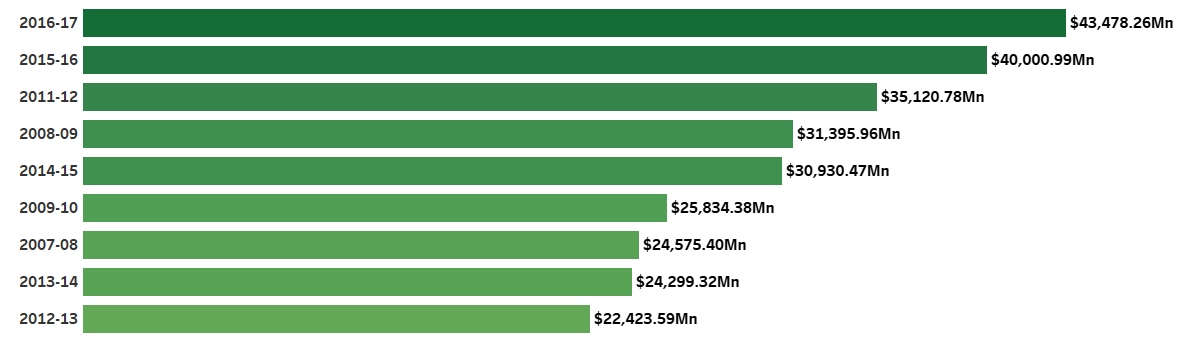 2016-17 $43,478.26Mn
2015-16 $40,000.99Mn
2011-12 $35,120.78Mn
2008-09 $31,395.96Mn
2014-15 $30,930.47Mn
2009-10 $25,834.38Mn
2007-08 $24,575.40Mn
2013-14 $24,299.32Mn
2012-13 $22,423.59Mn